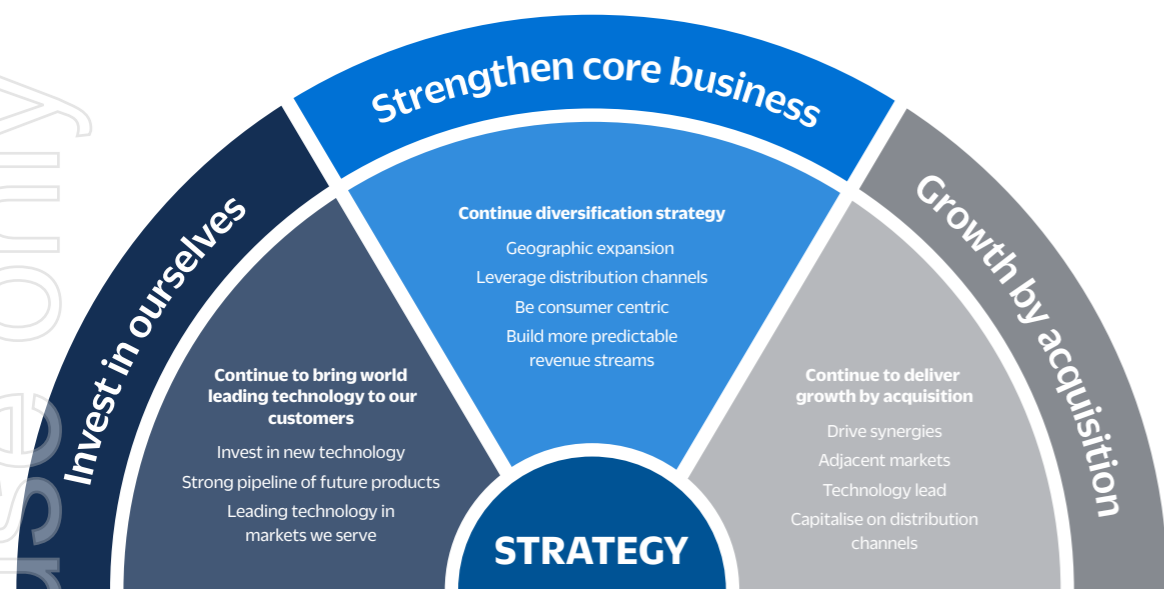 Strengthen core business
Invest in ourselves
Growth by acquisition
Continue diversification strategy
Geographic expansion
Leverage distribution channels
Be consumer centric
Build more predictable
revenue streams
Continue to bring world
leading technology to our
customers
Invest in new technology
Strong pipeline of future products
Leading technology in
markets we serve
Continue to deliver
growth by acquisition
Drive synergies
Adjacent markets
Technology lead
Capitalise on distribution
channels
STRATEGY
use only